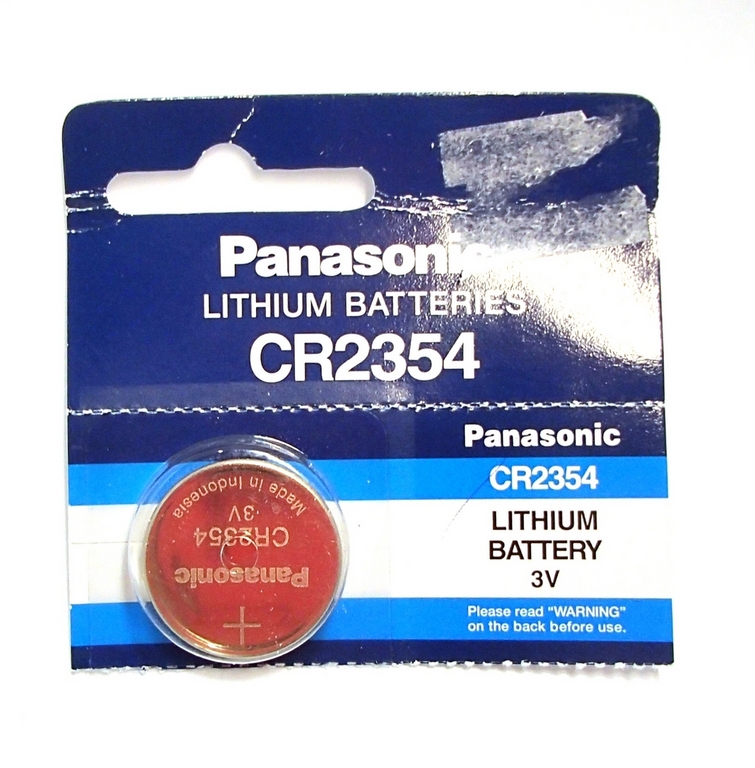 Panasonic
LITHIUM BATTERIES
CR2354
Panasonic
CR2354
LITHIUM
BATTERY
3V
Please read “WARNING”
on the back before use.
Made in Indonesia
3V
CR2354
Panasonic
+